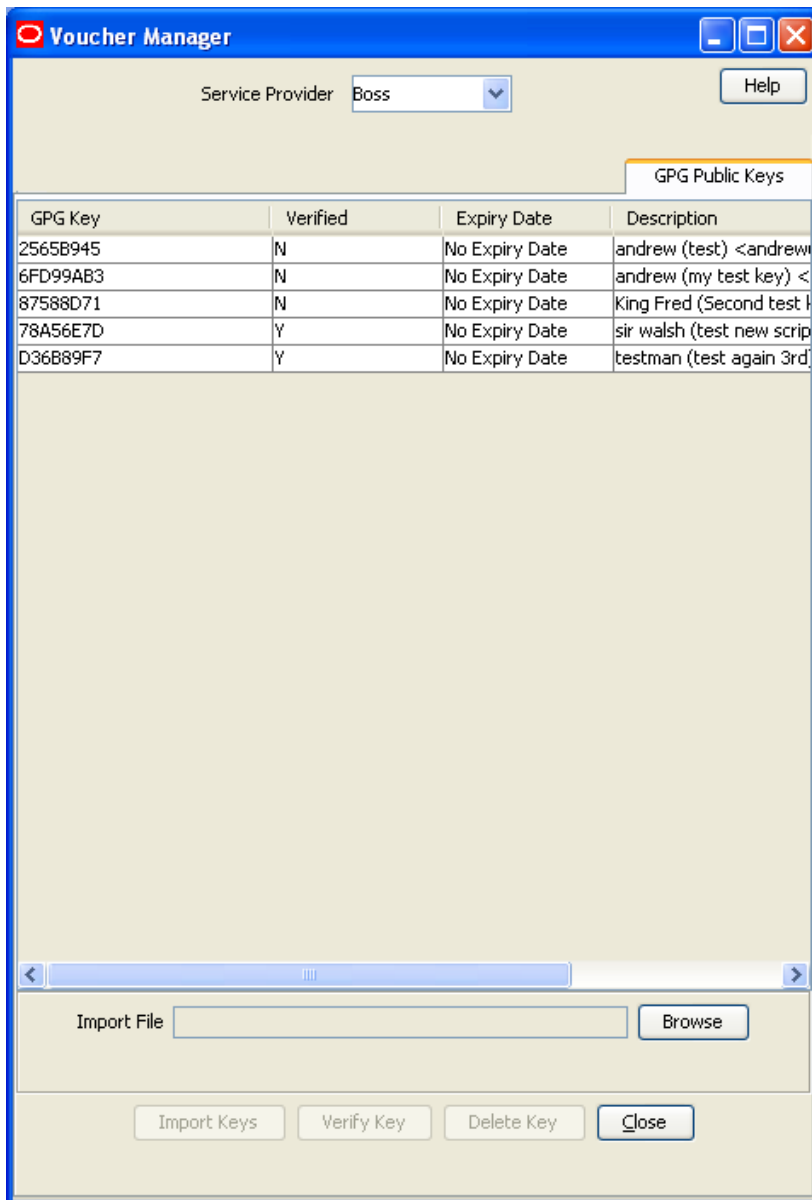 Voucher Manager
Service Provider Boss Help
GPG Public Keys
GPG Key Verified Expiry Date Description
2565B945 N No Expiry Date andrew (test) <andrew
6FD99AB3 N No Expiry Date andrew (my test key) <
87588D71 N No Expiry Date King Fred (Second test
78A56E7D Y No Expiry Date sir walsh (test new scrip
D36B89F7 Y No Expiry Date testman (test again 3rd)
Import File Browse
Import Keys Verify Key Delete Key Close